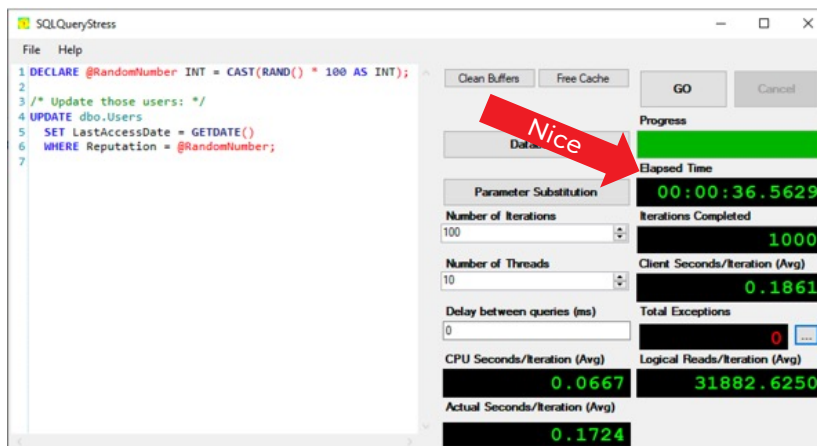 SQLQueryStress
File Help
1 DECLARE @RandomNumber INT = CAST(RAND() * 100 AS INT);
2
3 /* Update those users: */
4 UPDATE dbo.Users
5 SET LastAccessDate = GETDATE()
6 WHERE Reputation = @RandomNumber;
7
Clean Buffers Free Cache
GO Cancel
Nice
Progress
Elapsed Time
00:00:36.5629
Parameter Substitution
Number of Iterations
100
Iterations Completed
1000
Number of Threads
10
Client Seconds/Iteration (Avg)
0.1861
Delay between queries (ms)
0
Total Exceptions
0 ...
CPU Seconds/Iteration (Avg)
0.0667
Logical Reads/Iteration (Avg)
31882.6250
Actual Seconds/Iteration (Avg)
0.1724